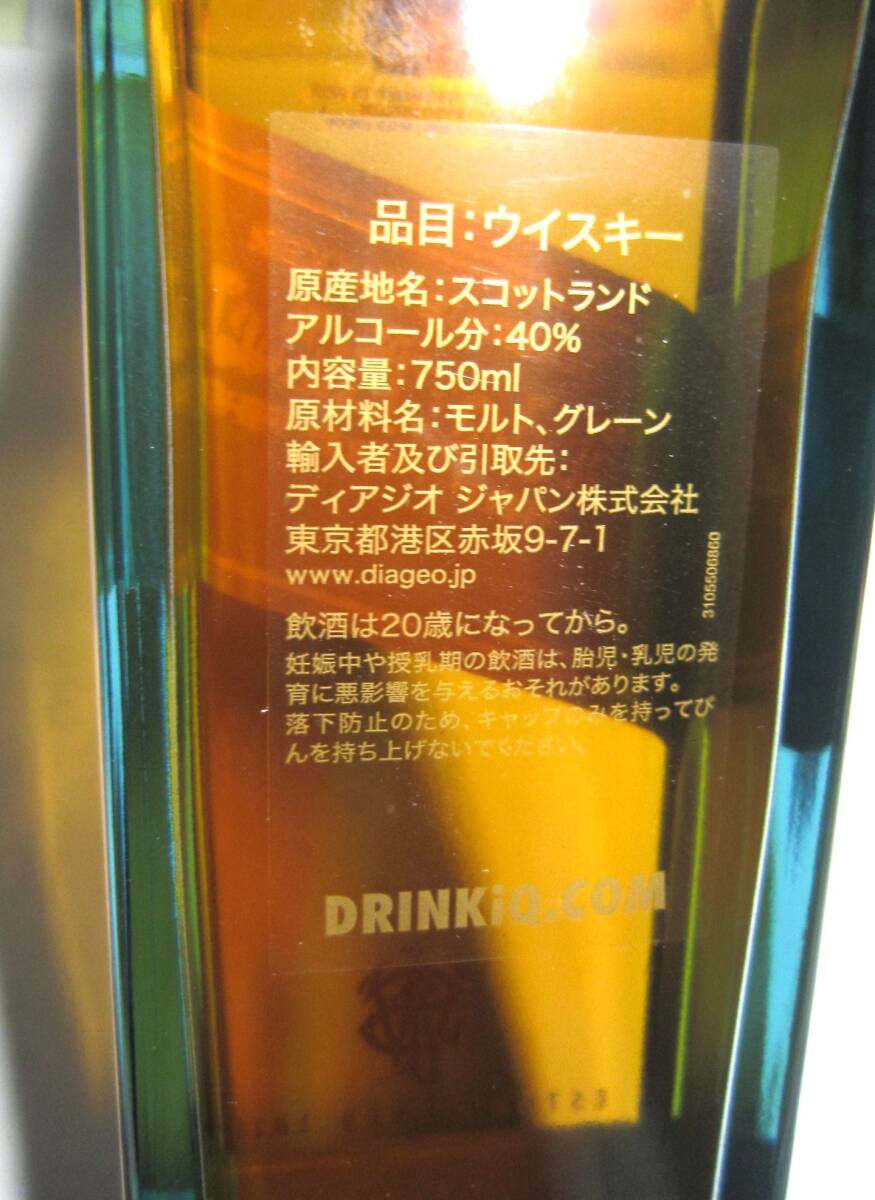 品目：ウイスキー
原産地名：スコットランド
アルコール分：40%
内容量：750ml
原材料名：モルト、グレーン
輸入者及び引取先：
ディアジオ ジャパン株式会社
東京都港区赤坂9-7-1
www.diageo.jp
3105506860
飲酒は20歳になってから。
妊娠中や授乳期の飲酒は、胎児・乳児の発
育に悪影響を与えるおそれがあります。
落下防止のため、キャップのみを持ってび
んを持ち上げないでください。
DRINKiQ.COM